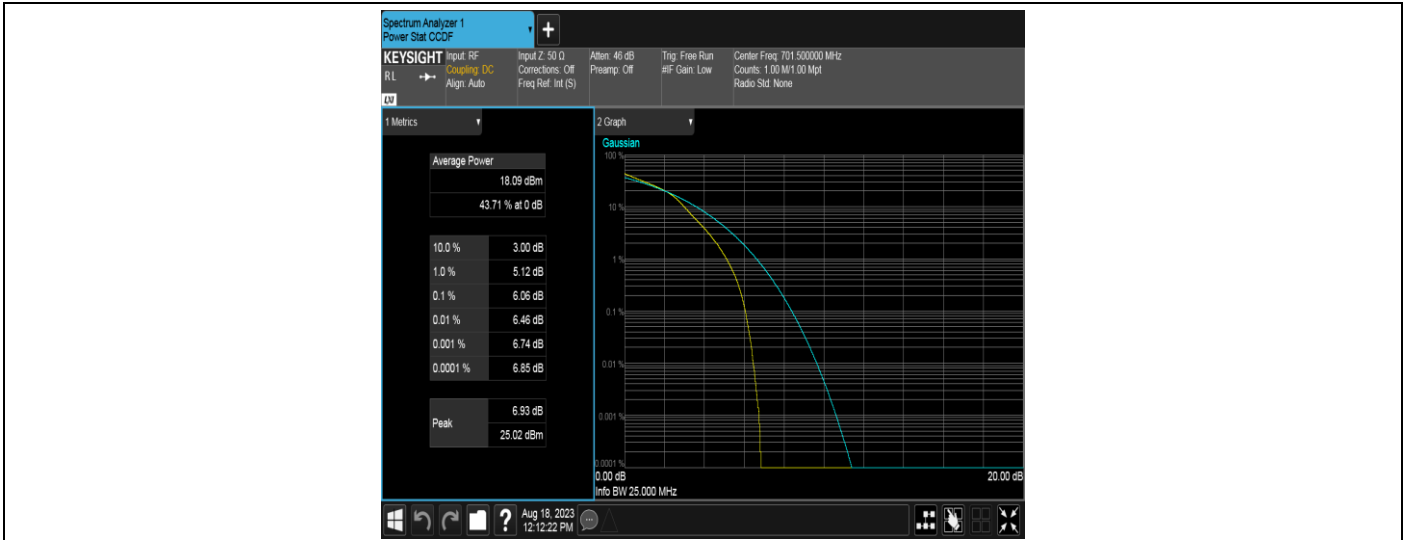 Spectrum Analyzer 1
Power Stat CCDF
+
KEYSIGHT
RL
LXI
Input: RF
Coupling: DC
Align: Auto
Input Z: 50 Ω
Corrections: Off
Freq Ref: Int (S)
Atten: 46 dB
Preamp: Off
Trig: Free Run
#IF Gain: Low
Center Freq: 701.500000 MHz
Counts: 1.00 M/1.00 Mpt
Radio Std: None
1 Metrics
Average Power
18.09 dBm
43.71 % at 0 dB
10.0 % 3.00 dB
1.0 % 5.12 dB
0.1 % 6.06 dB
0.01 % 6.46 dB
0.001 % 6.74 dB
0.0001 % 6.85 dB
Peak
6.93 dB
25.02 dBm
2 Graph
Gaussian
100 %
10 %
1 %
0.1 %
0.01 %
0.001 %
0.0001 %
0.00 dB 20.00 dB
Info BW 25.000 MHz
?
Aug 18, 2023
12:12:22 PM